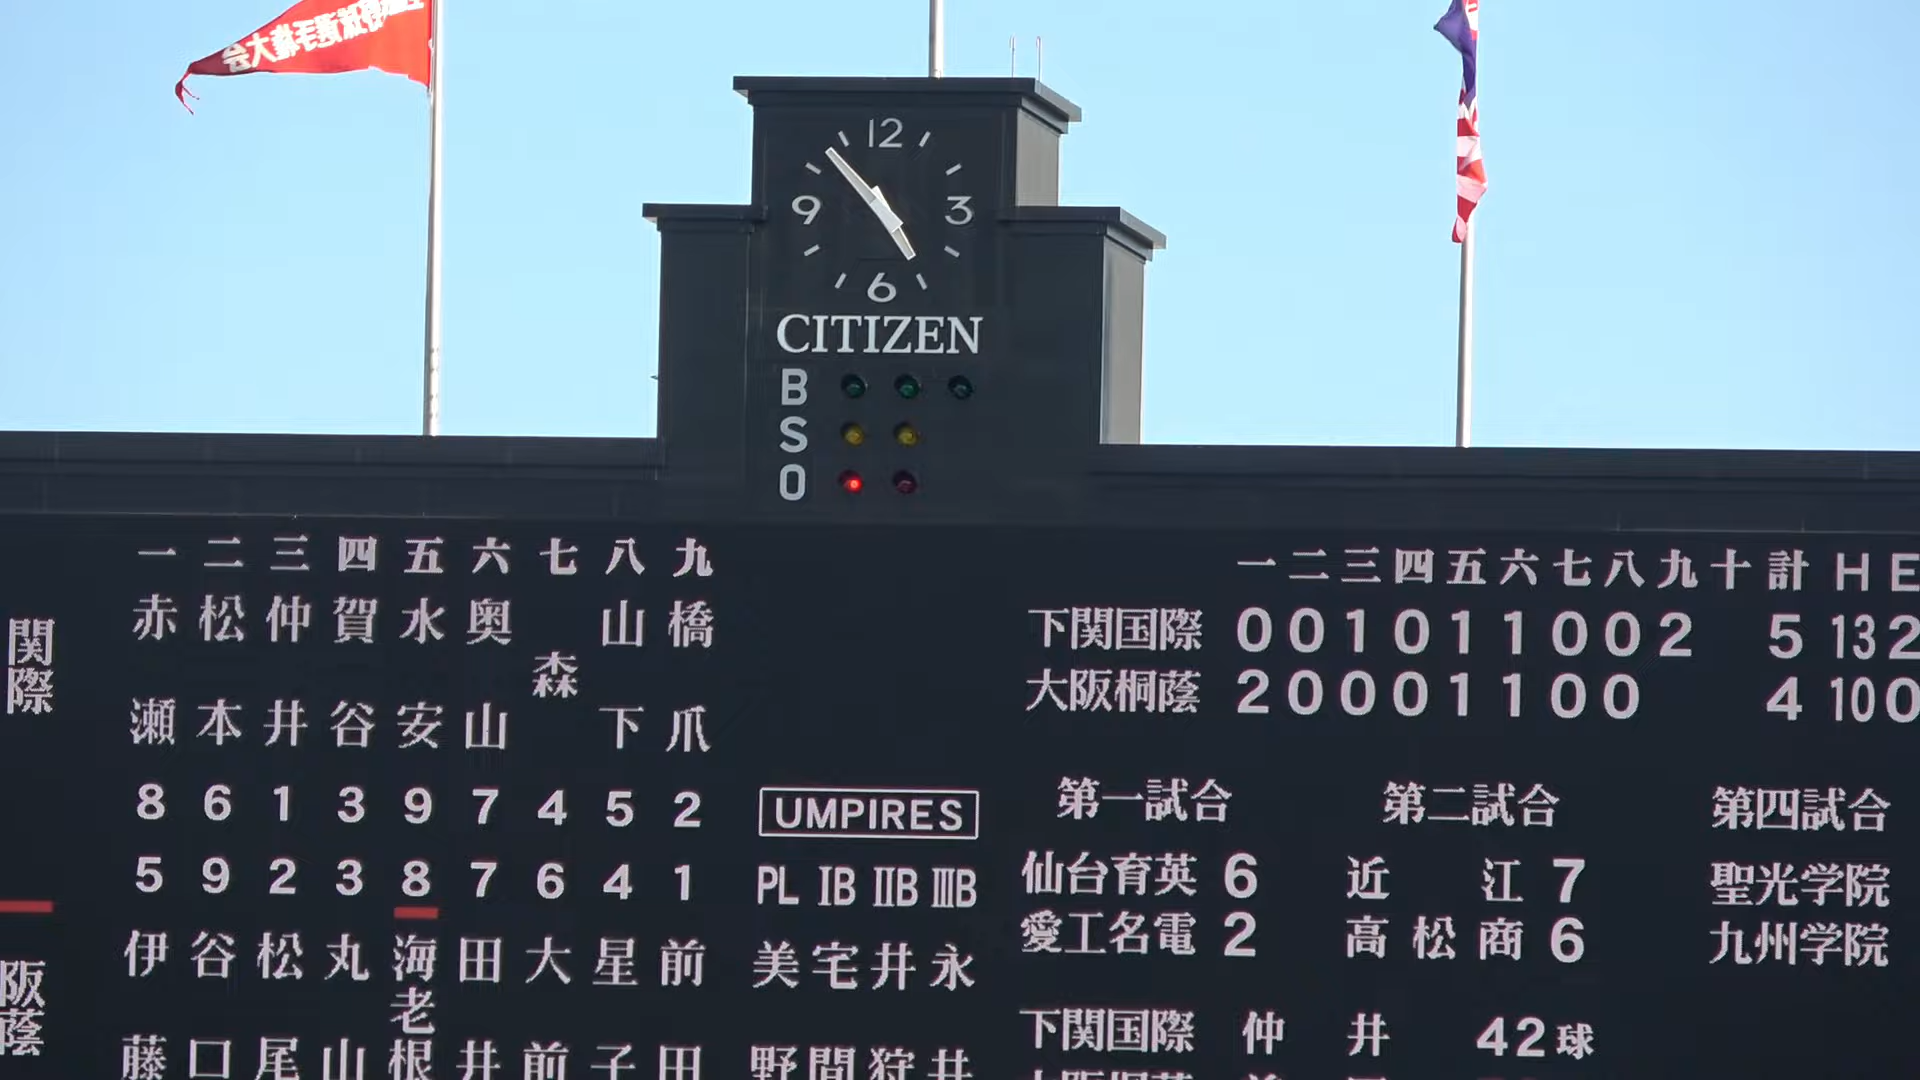 選手権大会
12
9 3
6
CITIZEN
B
S
O
一 二 三 四 五 六 七 八 九
関際
赤瀬 松本 仲井 賀谷 水安 奥山 森 山下 橋爪
8 6 1 3 9 7 4 5 2
5 9 2 3 8 7 6 4 1
阪蔭
伊藤 谷口 松尾 丸山 海老根 田井 大前 星子 前田
UMPIRES
PL ⅠB ⅡB ⅢB
美野 宅間 井狩 永井
一 二 三 四 五 六 七 八 九 十 計 H E
下関国際 0 0 1 0 1 1 0 0 2 5 13 2
大阪桐蔭 2 0 0 0 1 1 0 0 4 10 0
第一試合 第二試合 第四試合
仙台育英 6 近江 7 聖光学院
愛工名電 2 高松商 6 九州学院
下関国際 仲井 42球